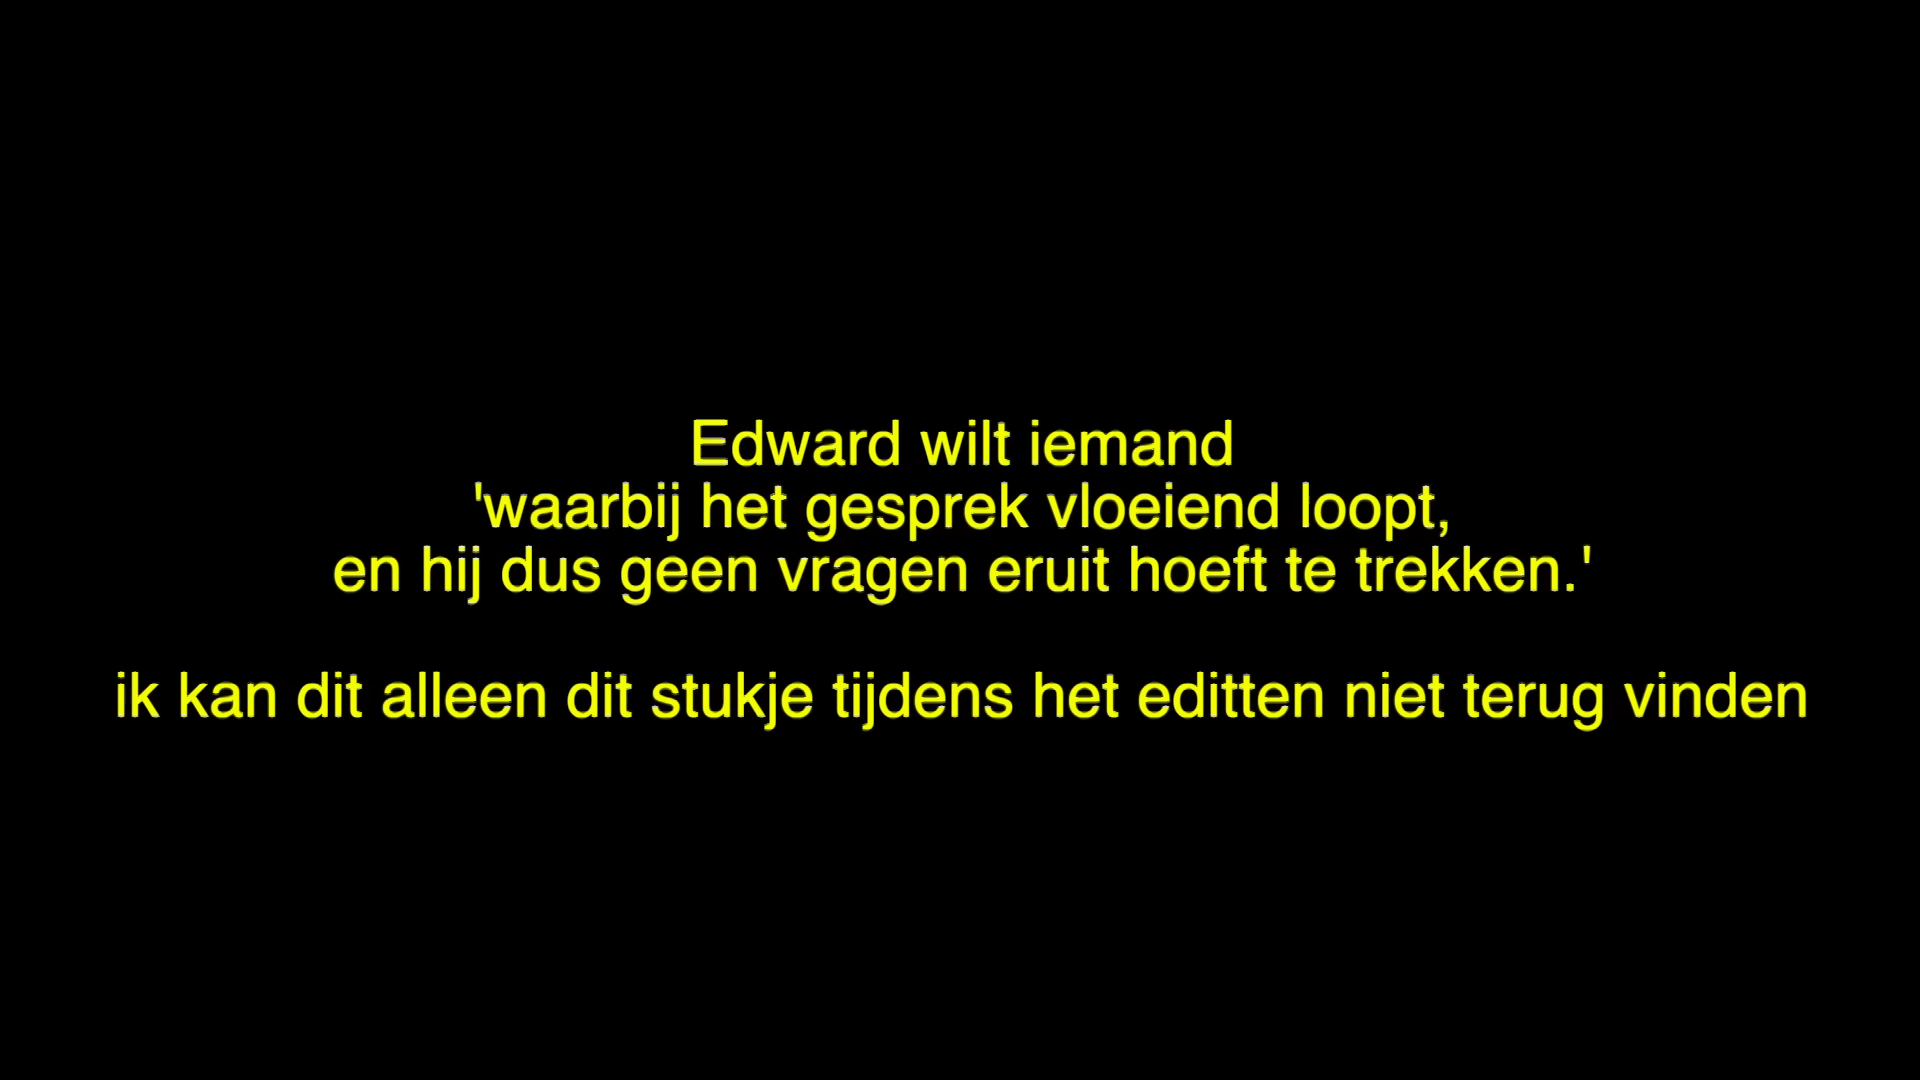 Edward wilt iemand
'waarbij het gesprek vloeiend loopt,
en hij dus geen vragen eruit hoeft te trekken.'
ik kan dit alleen dit stukje tijdens het editten niet terug vinden